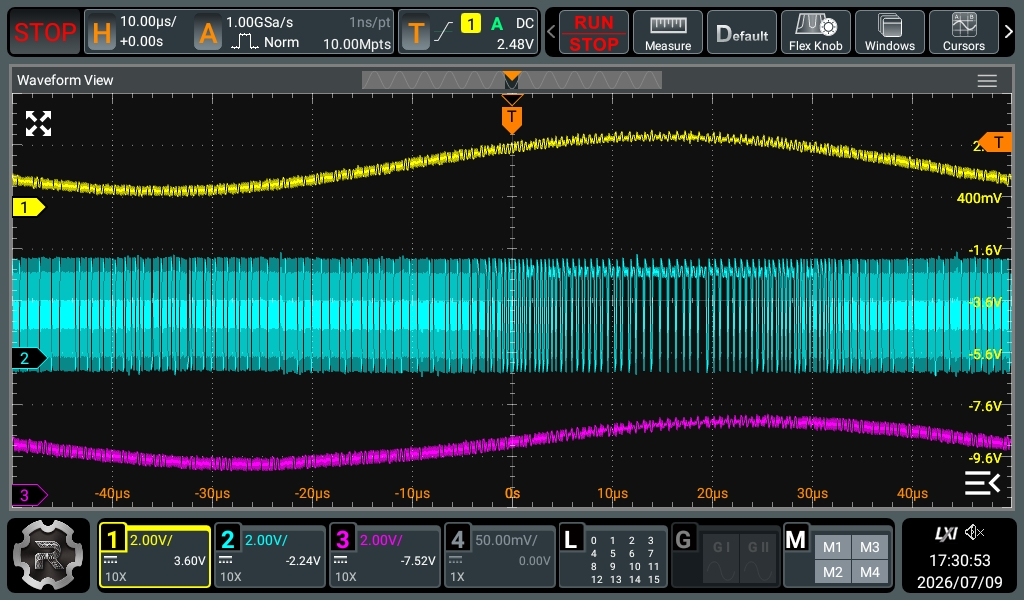 STOP H 10.00µs/ +0.00s A 1.00GSa/s Norm 1ns/pt 10.00Mpts T 1 A DC 2.48V RUN STOP Measure Default Flex Knob Windows Cursors
Waveform View
T
T
400mV
1
-1.6V
-3.6V
2
-5.6V
-7.6V
-9.6V
3
-40µs -30µs -20µs -10µs 0s 10µs 20µs 30µs 40µs
1 2.00V/ 3.60V 10X
2 2.00V/ -2.24V 10X
3 2.00V/ -7.52V 10X
4 50.00mV/ 0.00V 1X
L 0 1 2 3
4 5 6 7
8 9 10 11
12 13 14 15
G G I G II
M M1 M3
M2 M4
LXI
17:30:53
2026/07/09